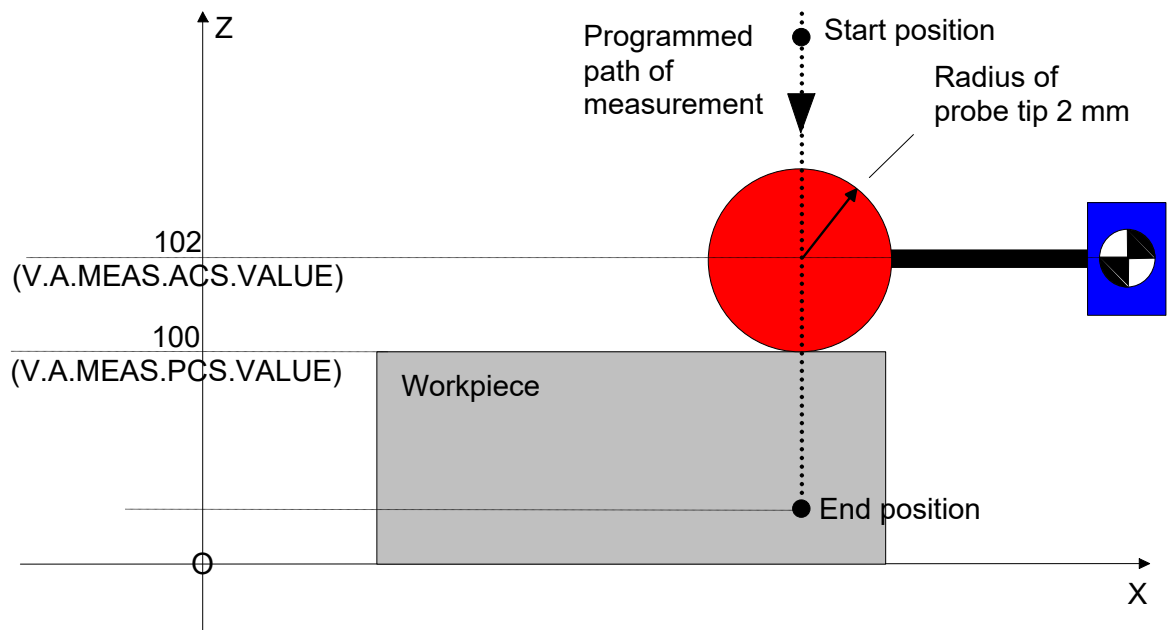 Z
Programmed
path of
measurement
Start position
Radius of
probe tip 2 mm
102
(V.A.MEAS.ACS.VALUE)
100
(V.A.MEAS.PCS.VALUE)
Workpiece
End position
O
X